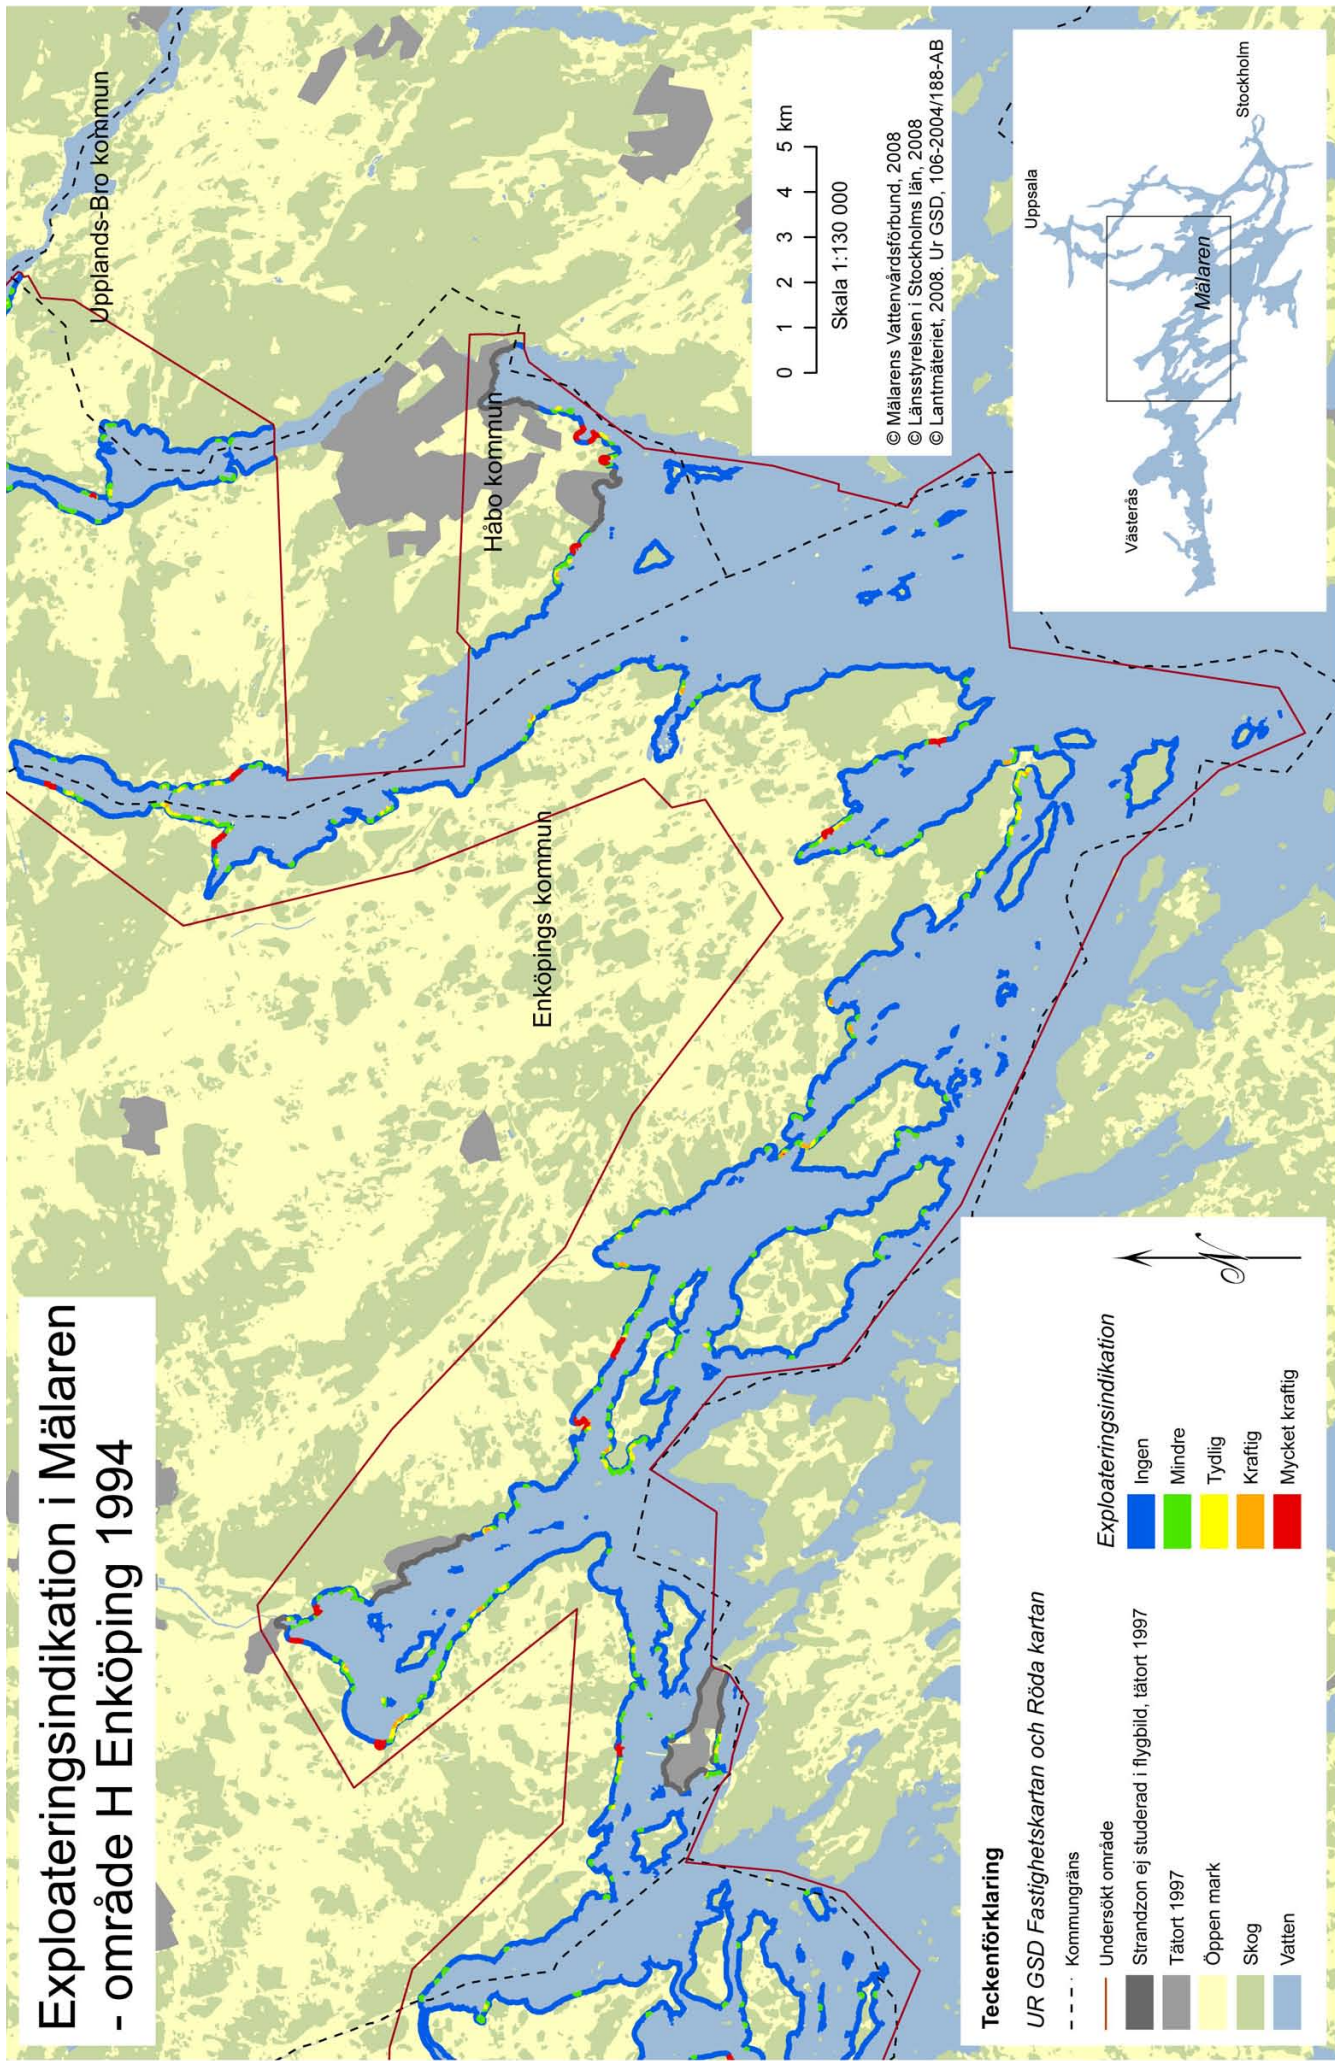 Exploateringsindikation i Mälaren
- område H Enköping 1994
Upplands-Bro kommun
Håbo kommun
Enköpings kommun
0 1 2 3 4 5 km
Skala 1:130 000
© Mälarens Vattenvårdsförbund, 2008
© Länsstyrelsen i Stockholms län, 2008
© Lantmäteriet, 2008. Ur GSD, 106-2004/188-AB
Uppsala
Stockholm
Västerås
Mälaren
Teckenförklaring
UR GSD Fastighetskartan och Röda kartan
Kommungräns
Undersökt område
Strandzon ej studerad i flygbild, tätort 1997
Tätort 1997
Öppen mark
Skog
Vatten
Exploateringsindikation
Ingen
Mindre
Tydlig
Kraftig
Mycket kraftig
N